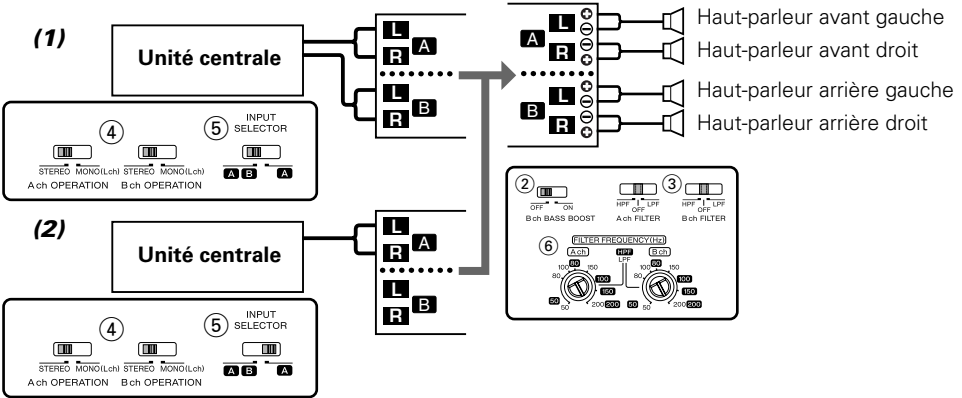 (1)
Unité centrale
L
R
A
L
R
B
A
L
R
B
L
R
Haut-parleur avant gauche
Haut-parleur avant droit
Haut-parleur arrière gauche
Haut-parleur arrière droit
④ ⑤ INPUT SELECTOR
STEREO MONO(Lch) STEREO MONO(Lch) A B A
A ch OPERATION B ch OPERATION
(2)
Unité centrale
L
R
A
L
R
B
④ ⑤ INPUT SELECTOR
STEREO MONO(Lch) STEREO MONO(Lch) A B A
A ch OPERATION B ch OPERATION
② ③
OFF ON HPF OFF LPF HPF OFF LPF
B ch BASS BOOST A ch FILTER B ch FILTER
⑥ FILTER FREQUENCY(Hz)
A ch HPF B ch
LPF
80 80
100 150 100 150
80 100 80 100
150 150
50 200 200 50 200 200
50 50